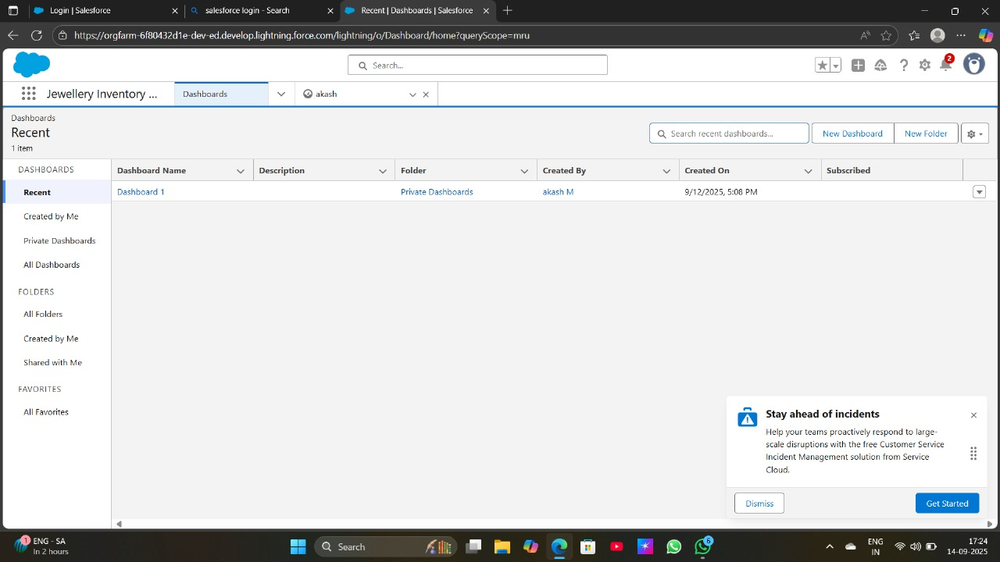 Login | Salesforce
salesforce login - Search
Recent | Dashboards | Salesforce
https://orgfarm-6f80432d1e-dev-ed.develop.lightning.force.com/lightning/o/Dashboard/home?queryScope=mru
Search...
2
Jewellery Inventory ...
Dashboards
akash
Dashboards
Recent
1 item
Search recent dashboards...
New Dashboard
New Folder
DASHBOARDS
Recent
Created by Me
Private Dashboards
All Dashboards
FOLDERS
All Folders
Created by Me
Shared with Me
FAVORITES
All Favorites
Dashboard Name Description Folder Created By Created On Subscribed
Dashboard 1 Private Dashboards akash M 9/12/2025, 5:08 PM
Stay ahead of incidents
Help your teams proactively respond to large-
scale disruptions with the free Customer Service
Incident Management solution from Service
Cloud.
Dismiss
Get Started
1
ENG - SA
In 2 hours
Search
6
ENG
IN
17:24
14-09-2025